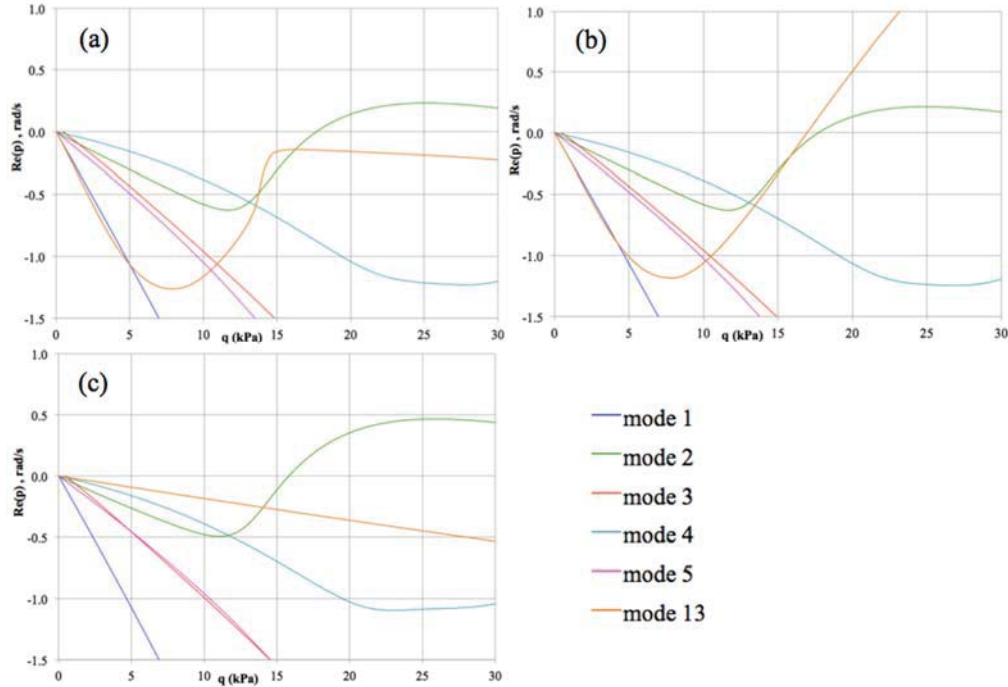 (a)
1.0
0.5
0.0
-0.5
-1.0
-1.5
Re(p) , rad/s
0 5 10 15 20 25 30
q (kPa)
(b)
1.0
0.5
0.0
-0.5
-1.0
-1.5
Re(p) , rad/s
0 5 10 15 20 25 30
q (kPa)
(c)
1.0
0.5
0.0
-0.5
-1.0
-1.5
Re(p) , rad/s
0 5 10 15 20 25 30
q (kPa)
mode 1
mode 2
mode 3
mode 4
mode 5
mode 13